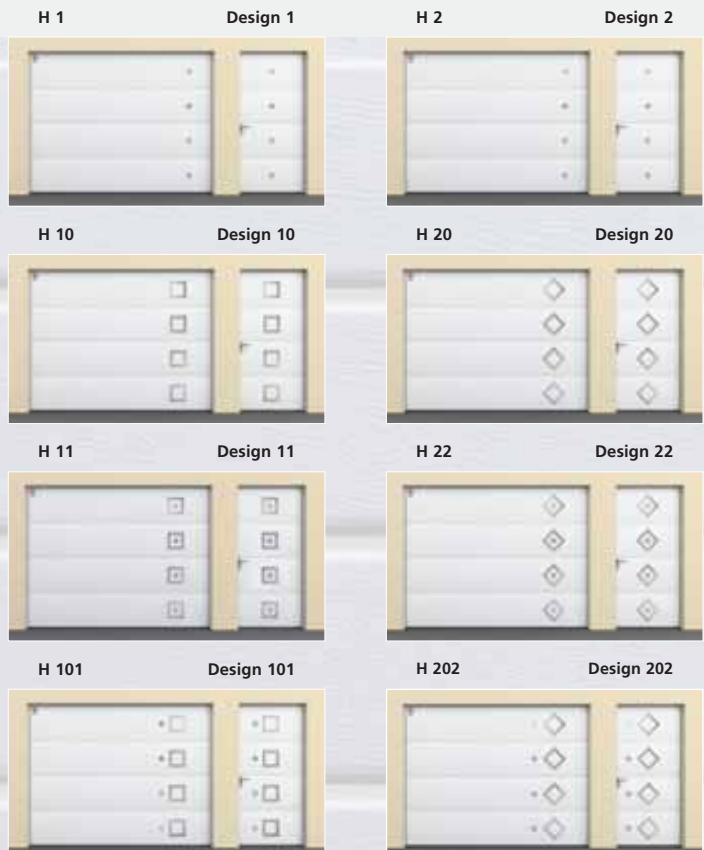 H 1 Design 1 H 2 Design 2
H 10 Design 10 H 20 Design 20
H 11 Design 11 H 22 Design 22
H 101 Design 101 H 202 Design 202